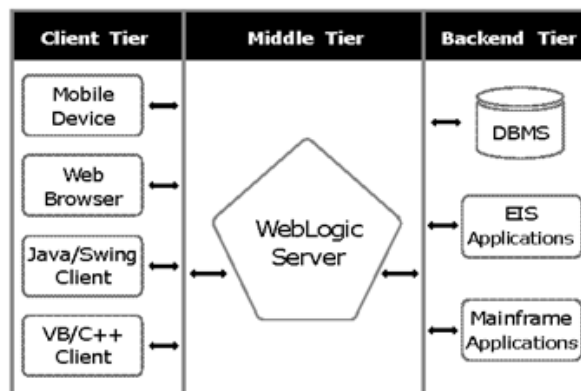 Client Tier
Middle Tier
Backend Tier
Mobile
Device
Web
Browser
Java/Swing
Client
VB/C++
Client
WebLogic
Server
DBMS
EIS
Applications
Mainframe
Applications